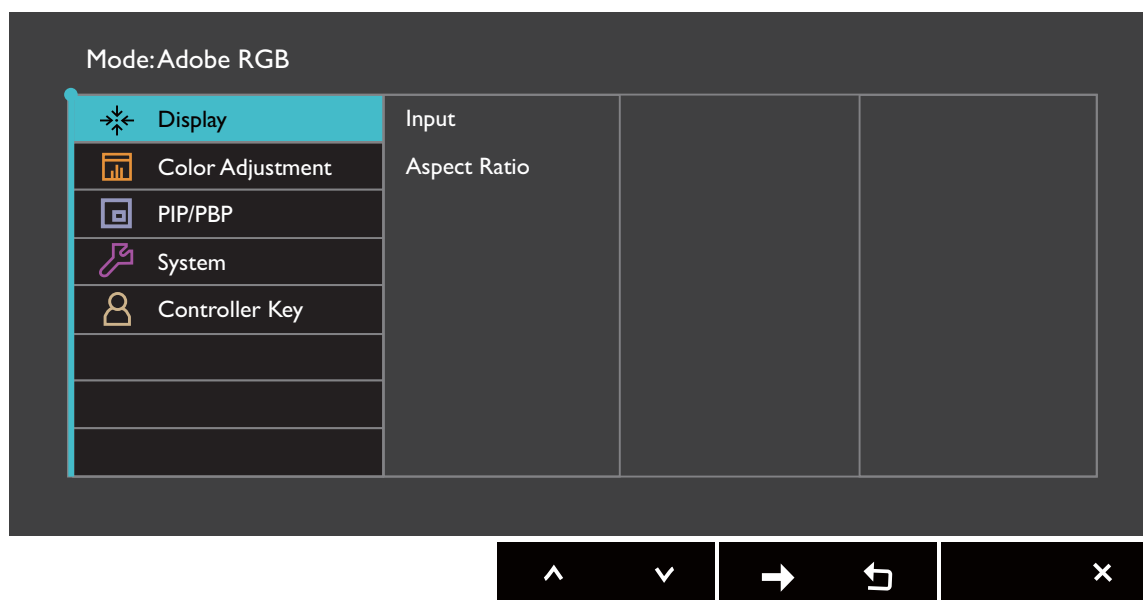 Mode: Adobe RGB
Display
Input
Color Adjustment
Aspect Ratio
PIP/PBP
System
Controller Key